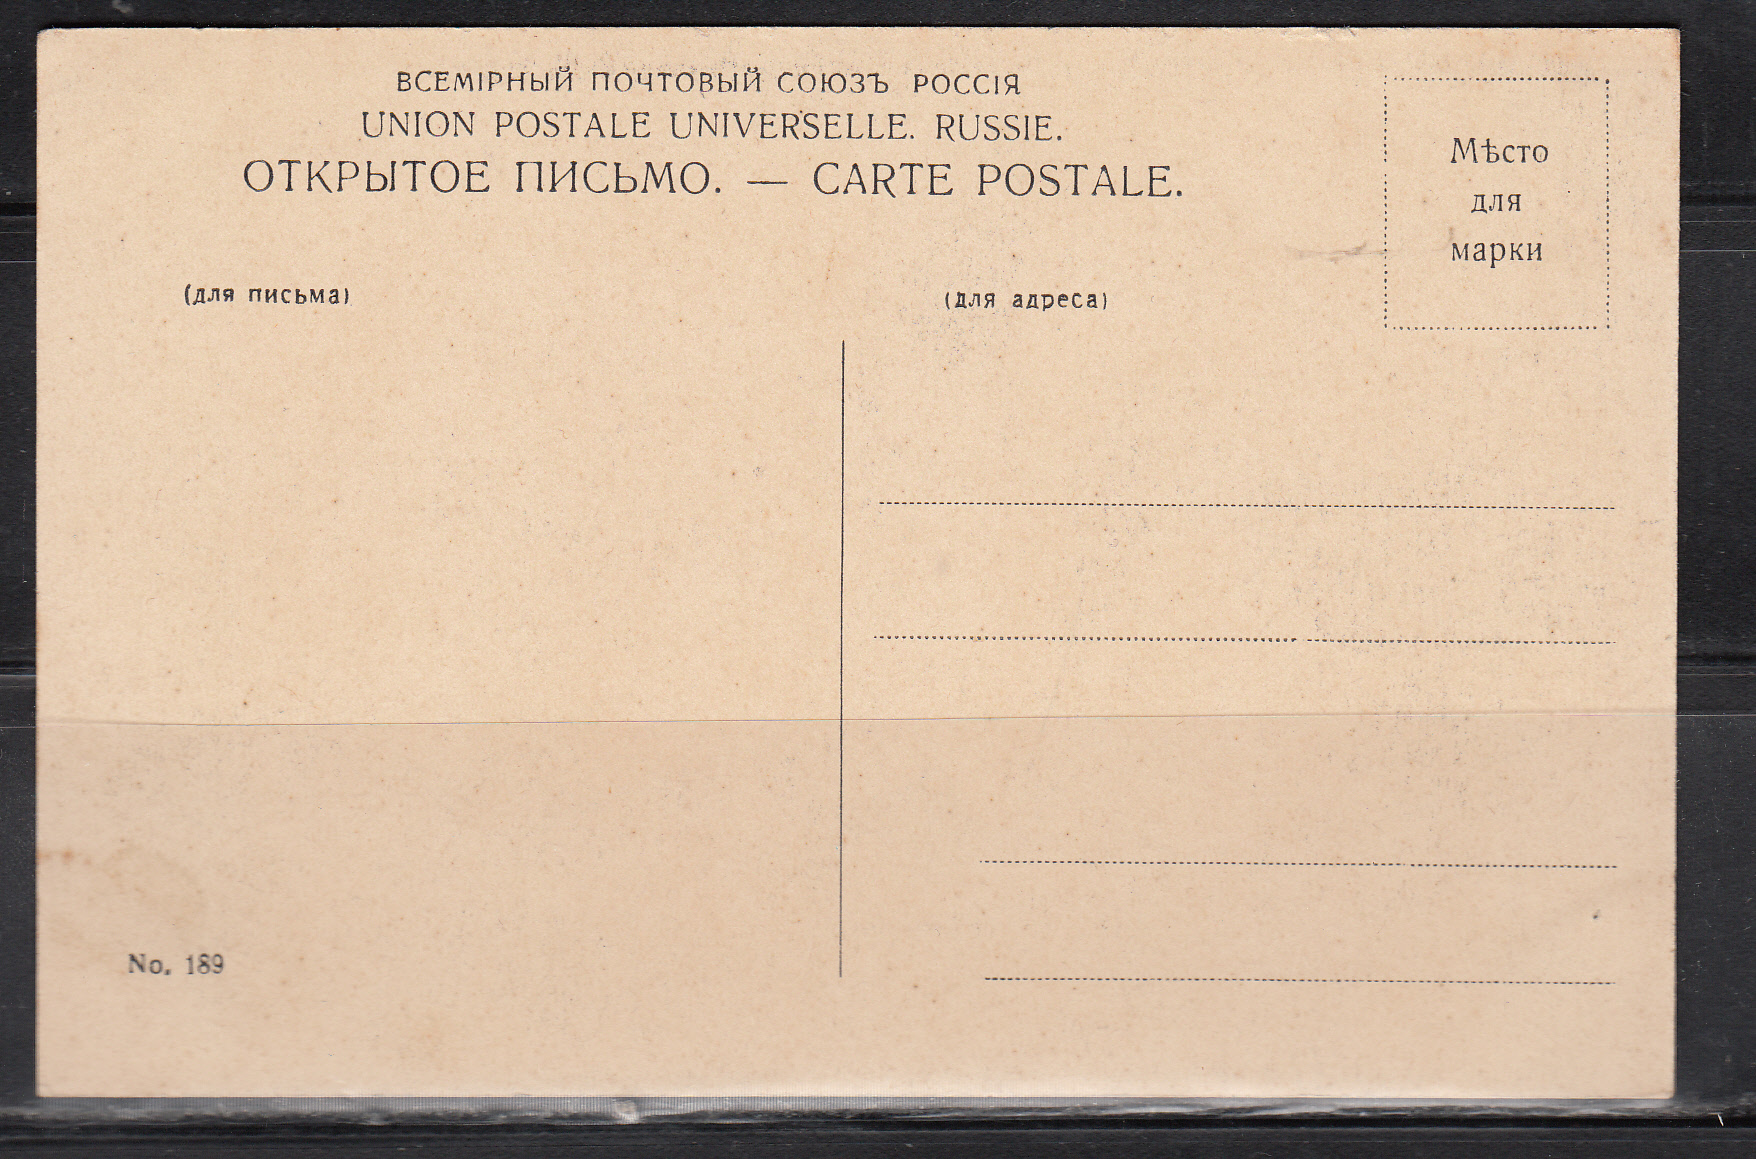 ВСЕМІРНЫЙ ПОЧТОВЫЙ СОЮЗЪ РОССІЯ
UNION POSTALE UNIVERSELLE. RUSSIE.
ОТКРЫТОЕ ПИСЬМО. — CARTE POSTALE.
Мѣсто
для
марки
(для письма)
(для адреса)
No. 189